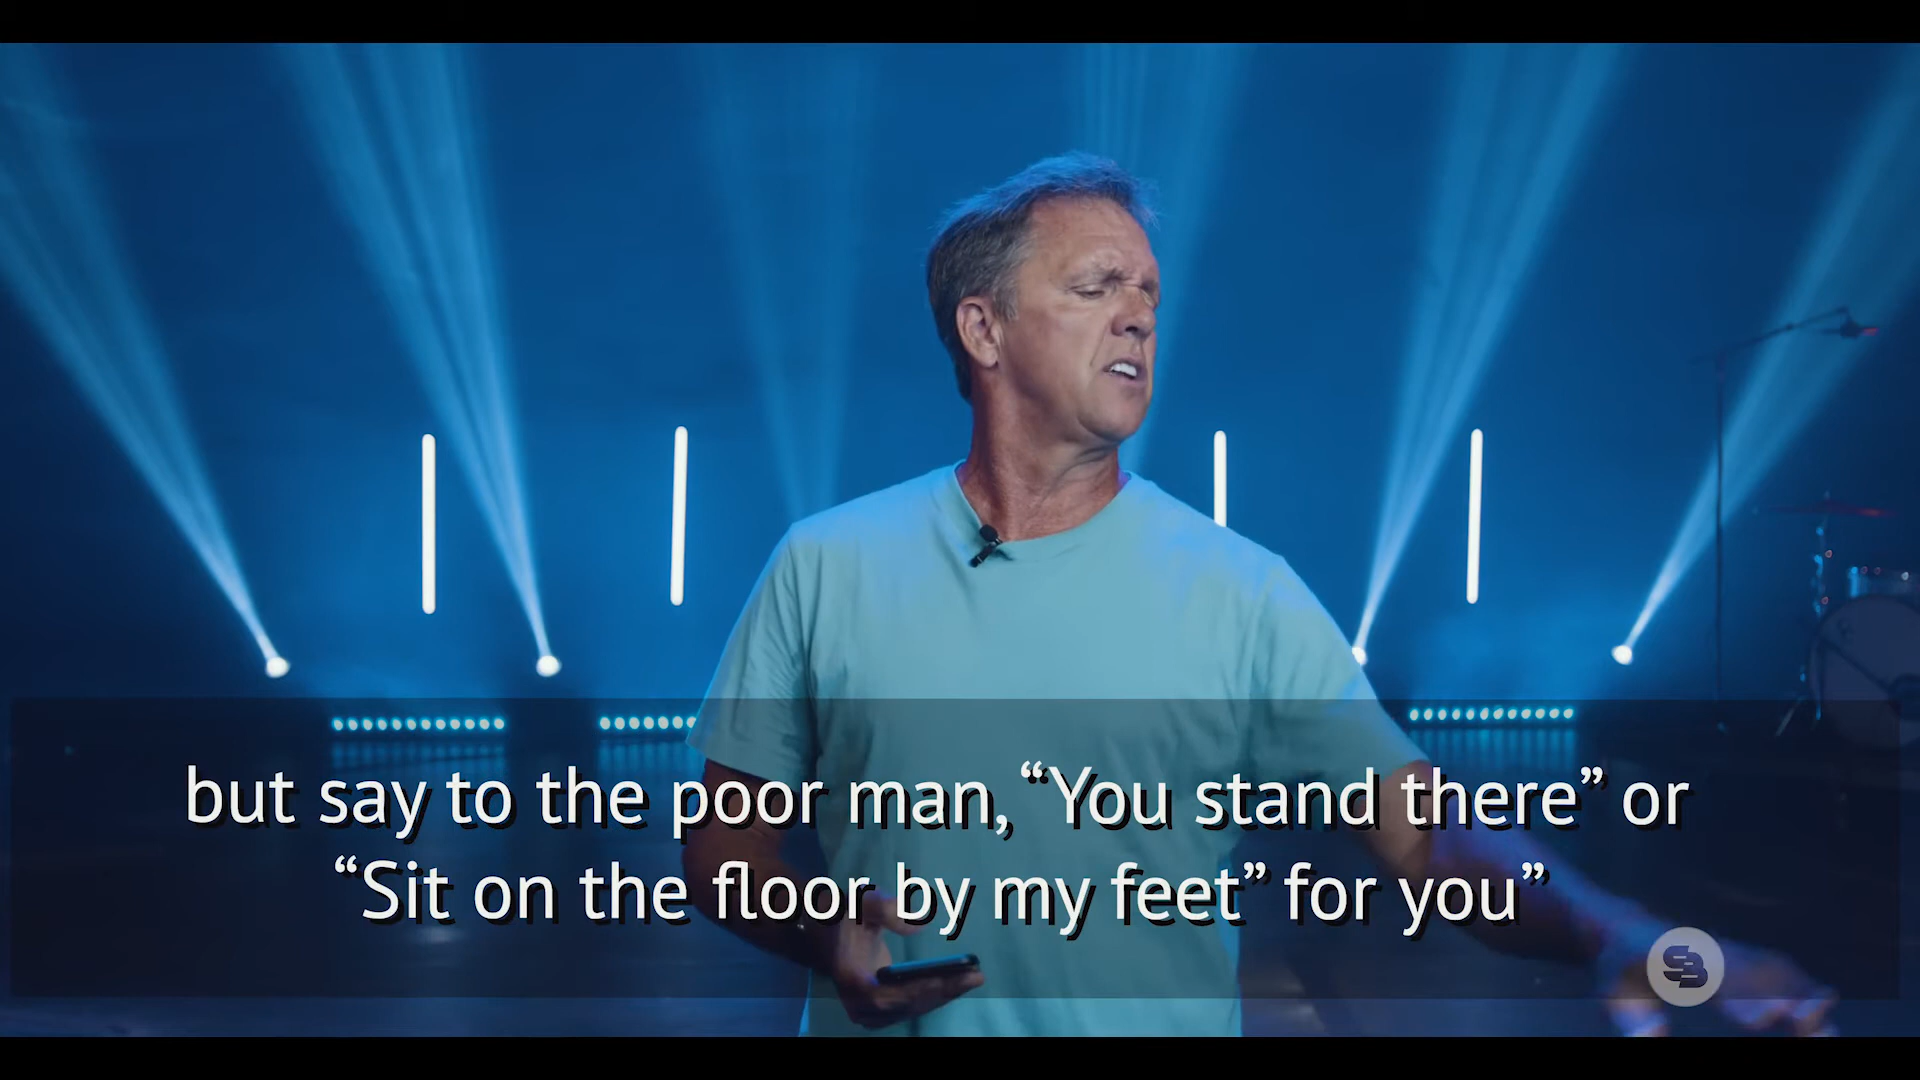 but say to the poor man, “You stand there” or
“Sit on the floor by my feet” for you”
SB